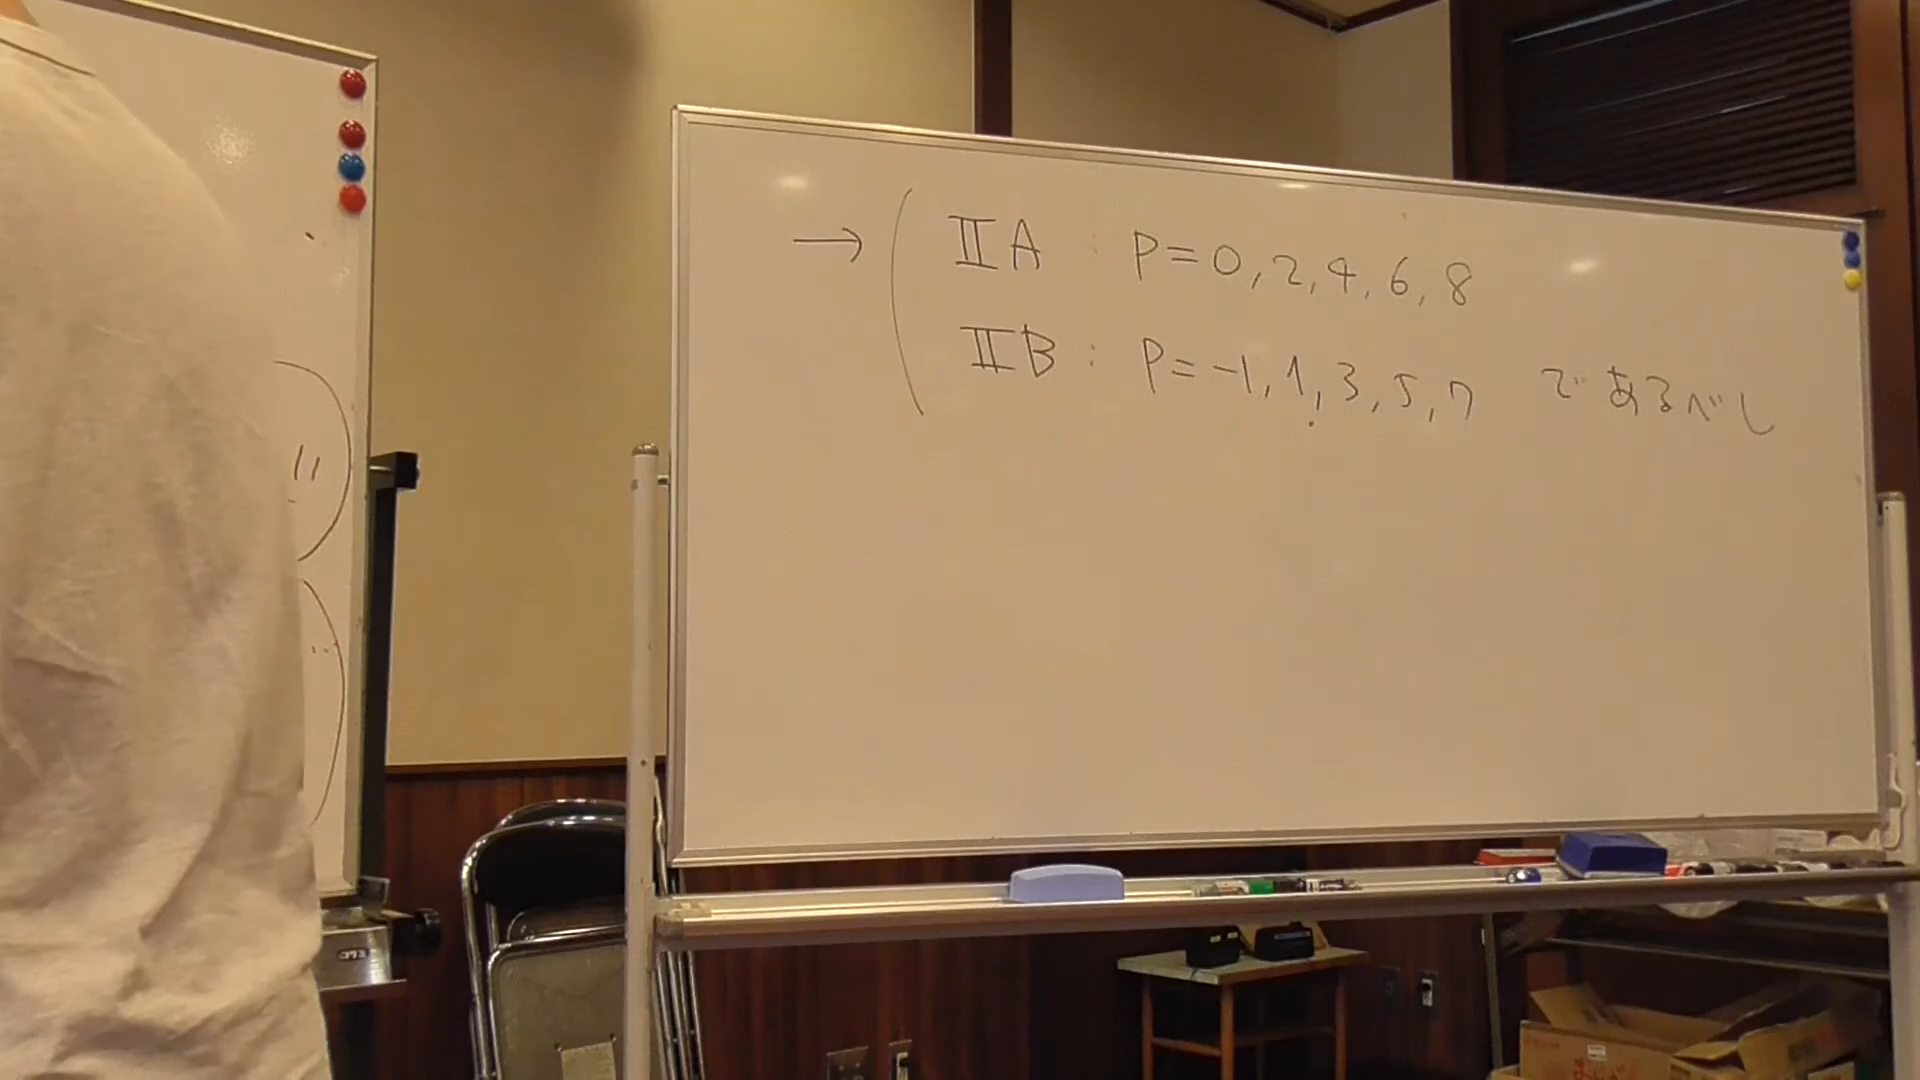 → ( ⅡA : P=0,2,4,6,8
ⅡB : P=-1,1,3,5,7 であるべし